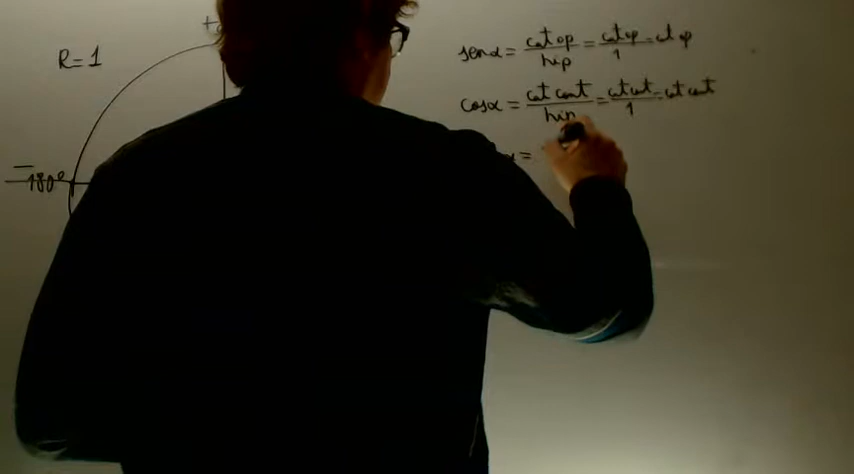 +
R=1
senα = cat op / hip = cat op / 1 = cat op
cosα = cat cont / hip = cat cont / 1 = cat cont
=
- 180º